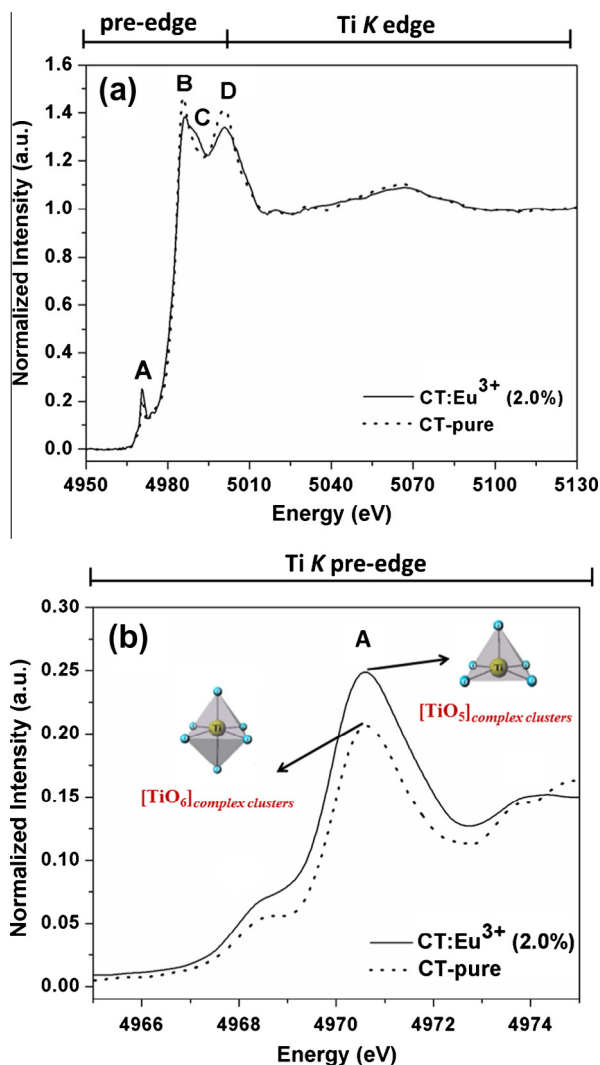 pre-edge Ti K edge
(a)
A
B
C
D
1.6
1.4
1.2
1.0
0.8
0.6
0.4
0.2
0.0
Normalized Intensity (a.u.)
CT:Eu³⁺ (2.0%)
CT-pure
4950 4980 5010 5040 5070 5100 5130
Energy (eV)
Ti K pre-edge
(b)
A
0.30
0.25
0.20
0.15
0.10
0.05
0.00
Normalized Intensity (a.u.)
Ti
Ti
[TiO₅]complex clusters
[TiO₆]complex clusters
CT:Eu³⁺ (2.0%)
CT-pure
4966 4968 4970 4972 4974
Energy (eV)